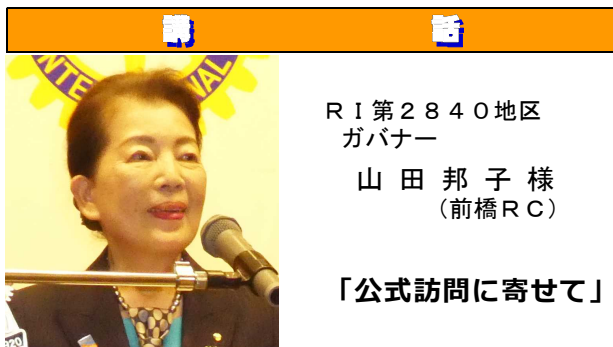 講　話
INTERNATIONAL
ＲＩ第２８４０地区
ガバナー
山 田 邦 子 様
（前橋ＲＣ）
「公式訪問に寄せて」